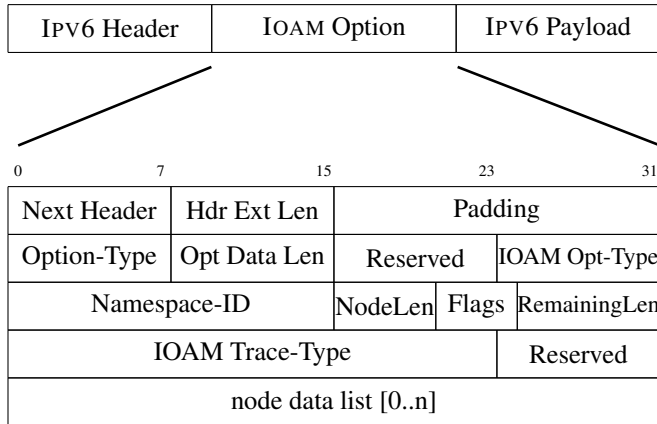 IPV6 Header IOAM Option IPV6 Payload
0 7 15 23 31
Next Header Hdr Ext Len Padding
Option-Type Opt Data Len Reserved IOAM Opt-Type
Namespace-ID NodeLen Flags RemainingLen
IOAM Trace-Type Reserved
node data list [0..n]